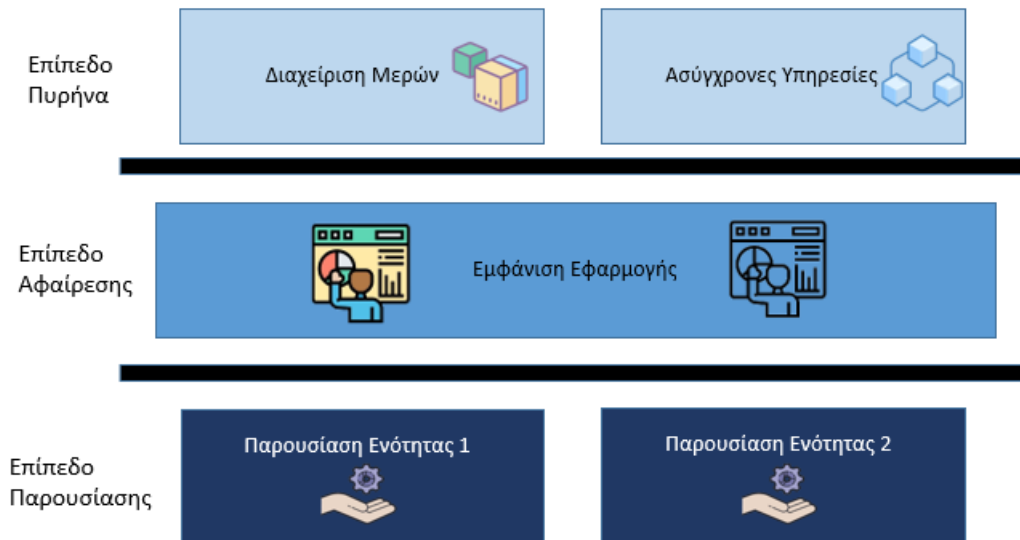 Επίπεδο
Πυρήνα
Διαχείριση Μερών
Ασύγχρονες Υπηρεσίες
Επίπεδο
Αφαίρεσης
Εμφάνιση Εφαρμογής
Επίπεδο
Παρουσίασης
Παρουσίαση Ενότητας 1
Παρουσίαση Ενότητας 2